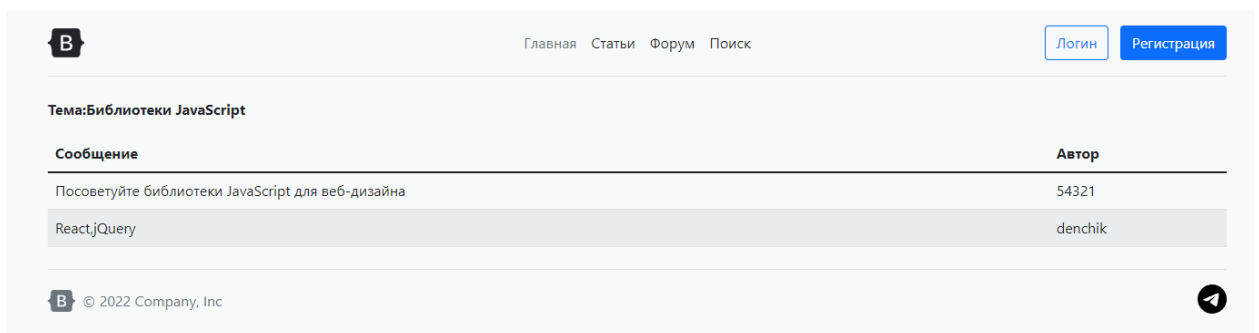 B Главная Статьи Форум Поиск Логин Регистрация
Тема:Библиотеки JavaScript
Сообщение Автор
Посоветуйте библиотеки JavaScript для веб-дизайна 54321
React,jQuery denchik
B © 2022 Company, Inc